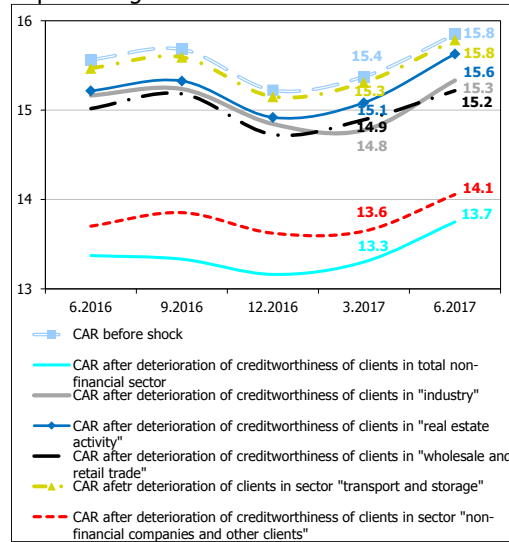 16
15
14
13
15.4
15.3
15.1
14.9
14.8
13.6
13.3
15.8
15.8
15.6
15.3
15.2
14.1
13.7
6.2016 9.2016 12.2016 3.2017 6.2017
CAR before shock
CAR after deterioration of creditworthiness of clients in total non-
financial sector
CAR after deterioration of creditworthiness of clients in "industry"
CAR after deterioration of creditworthiness of clients in "real estate
activity"
CAR after deterioration of creditworthiness of clients in "wholesale and
retail trade"
CAR afetr deterioration of clients in sector "transport and storage"
CAR after deterioration of creditworthiness of clients in sector "non-
financial companies and other clients"